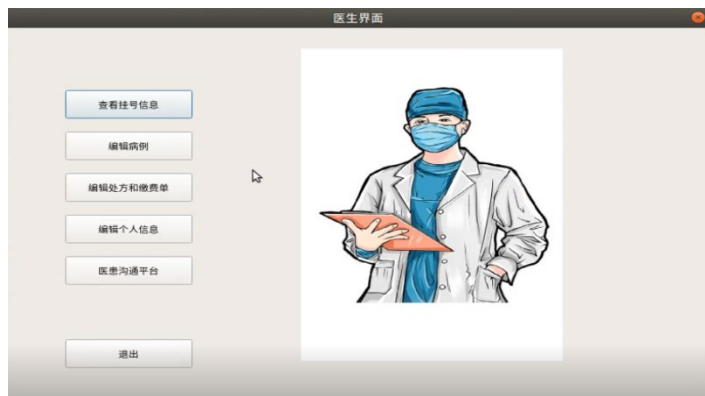 医生界面
查看挂号信息
编辑病例
编辑处方和缴费单
编辑个人信息
医患沟通平台
退出